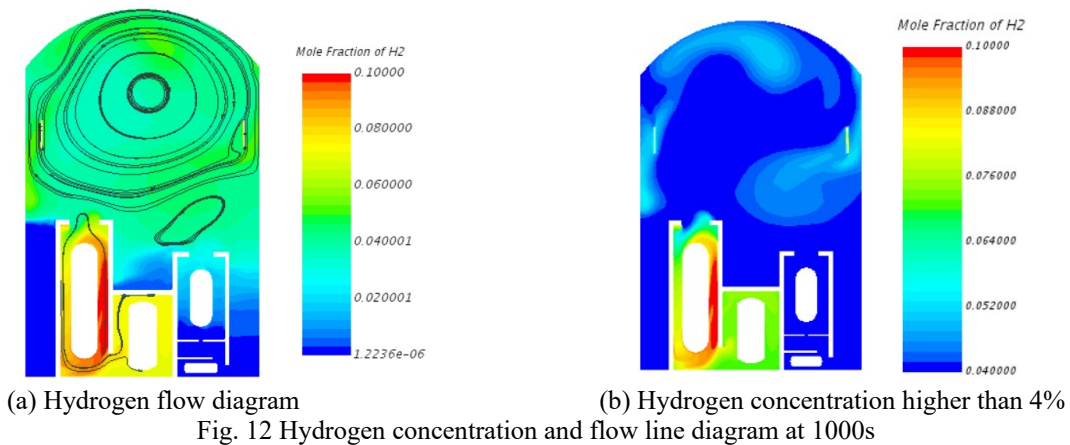 Mole Fraction of H2
0.10000
0.080000
0.060000
0.040001
0.020001
1.2236e-06
Mole Fraction of H2
0.10000
0.088000
0.076000
0.064000
0.052000
0.040000
(a) Hydrogen flow diagram
(b) Hydrogen concentration higher than 4%
Fig. 12 Hydrogen concentration and flow line diagram at 1000s